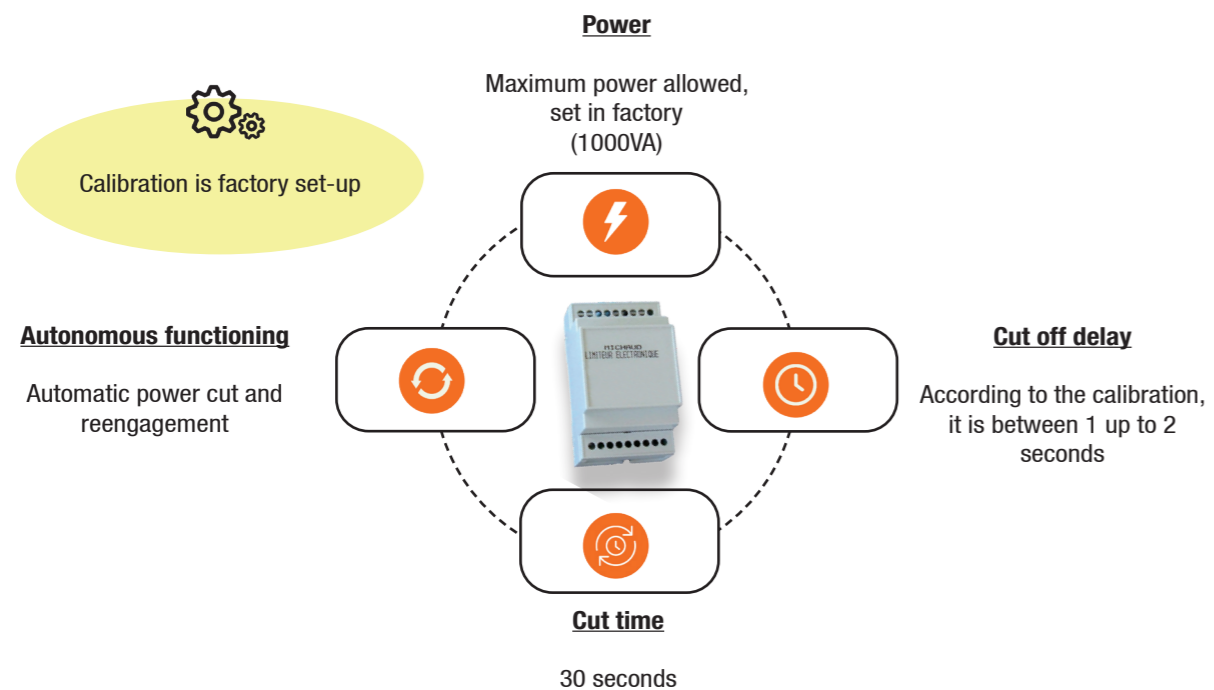 Power
Maximum power allowed,
set in factory
(1000VA)
Calibration is factory set-up
Autonomous functioning
Automatic power cut and
reengagement
MICHAUD
LIMITEUR ELECTRONIQUE
Cut off delay
According to the calibration,
it is between 1 up to 2
seconds
Cut time
30 seconds